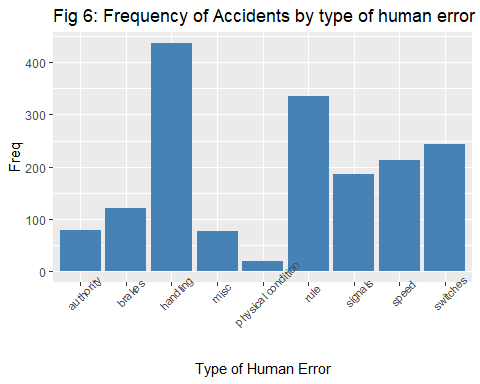 Fig 6: Frequency of Accidents by type of human error
Freq
400
300
200
100
0
authority
brakes
handling
misc
physical condition
rule
signals
speed
switches
Type of Human Error